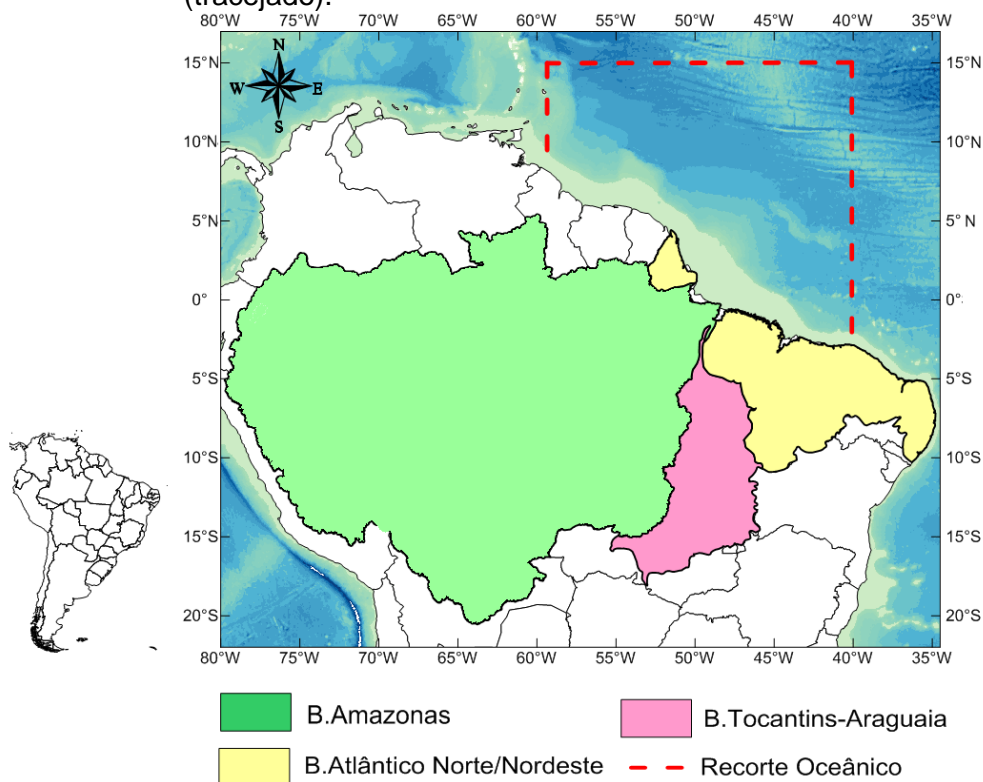 (tracejado).
80°W 75°W 70°W 65°W 60°W 55°W 50°W 45°W 40°W 35°W
N
W E
S
15°N 15°N
10°N 10°N
5°N 5° N
0° 0°
5°S 5°S
10°S 10°S
15°S 15°S
20°S 20°S
80°W 75°W 70°W 65°W 60°W 55°W 50°W 45°W 40°W 35°W
B.Amazonas B.Tocantins-Araguaia
B.Atlântico Norte/Nordeste Recorte Oceânico